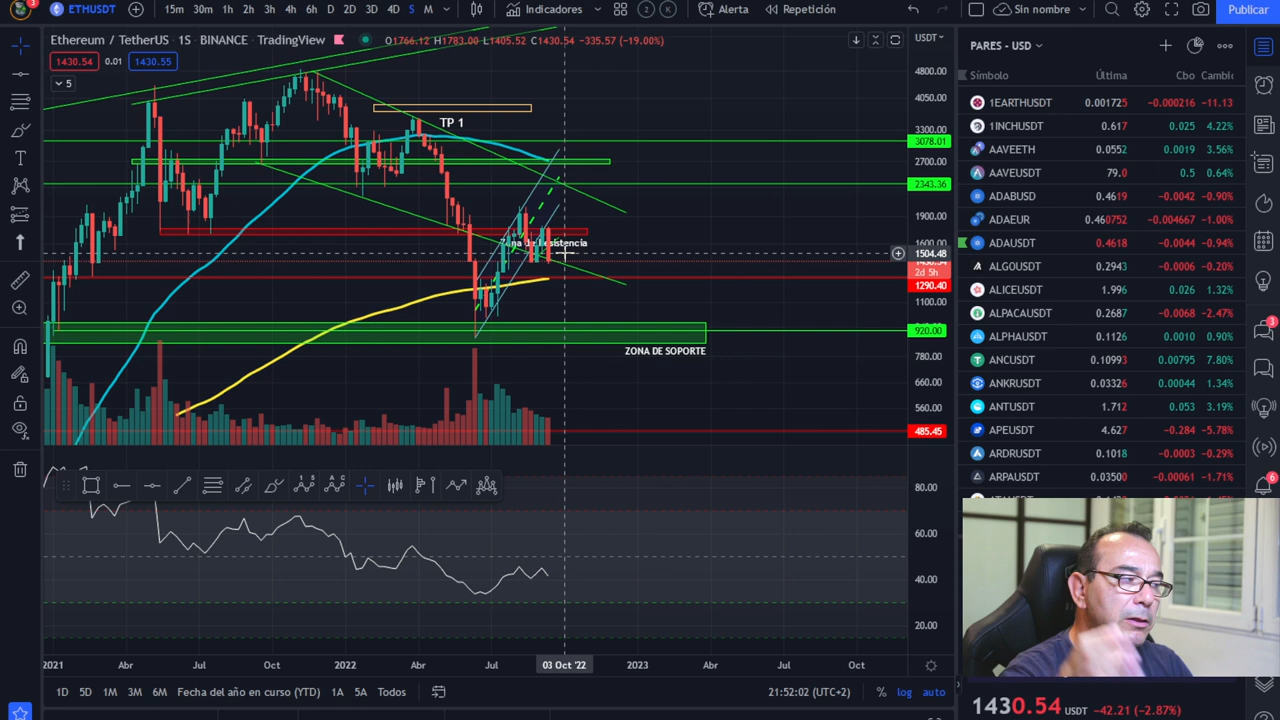 3
ETHUSDT
15m 30m 1h 2h 3h 4h 6h D 2D 3D 4D S M
Indicadores
2
1
Alerta
Repetición
Sin nombre
Publicar
Ethereum / TetherUS · 1S · BINANCE · TradingView
O1766.12 H1783.00 L1405.52 C1430.54 -335.57 (-19.00%)
1430.54 0.01 1430.55
5
TP 1
Zona de Resistencia
ZONA DE SOPORTE
USDT
4800.00
4050.00
3300.00
3078.01
2700.00
2343.36
1900.00
1600.00
1504.48
2d 5h
1290.40
1100.00
920.00
780.00
660.00
560.00
485.45
80.00
60.00
40.00
20.00
2021 Abr Jul Oct 2022 Abr Jul 03 Oct '22 2023 Abr Jul Oct
1D 5D 1M 3M 6M Fecha del año en curso (YTD) 1A 5A Todos
21:52:02 (UTC+2) % log auto
PARES - USD
Símbolo Última Cbo Cambic
1EARTHUSDT 0.001725 -0.000216 -11.13
1INCHUSDT 0.617 0.025 4.22%
AAVEETH 0.0552 0.0019 3.56%
AAVEUSDT 79.0 0.5 0.64%
ADABUSD 0.4619 -0.0042 -0.90%
ADAEUR 0.460752 -0.004667 -1.00%
ADAUSDT 0.4618 -0.0044 -0.94%
ALGOUSDT 0.2943 -0.0006 -0.20%
ALICEUSDT 1.996 0.026 1.32%
ALPACAUSDT 0.2687 -0.0068 -2.47%
ALPHAUSDT 0.1126 0.0010 0.90%
ANCUSDT 0.1099 0.00795 7.80%
ANKRUSDT 0.03326 0.00044 1.34%
ANTUSDT 1.712 0.053 3.19%
APEUSDT 4.627 -0.284 -5.78%
ARDRUSDT 0.1018 -0.0003 -0.29%
ARPAUSDT 0.03500 -0.00061 -1.71%
3
6
1430.54 USDT -42.21 (-2.87%)